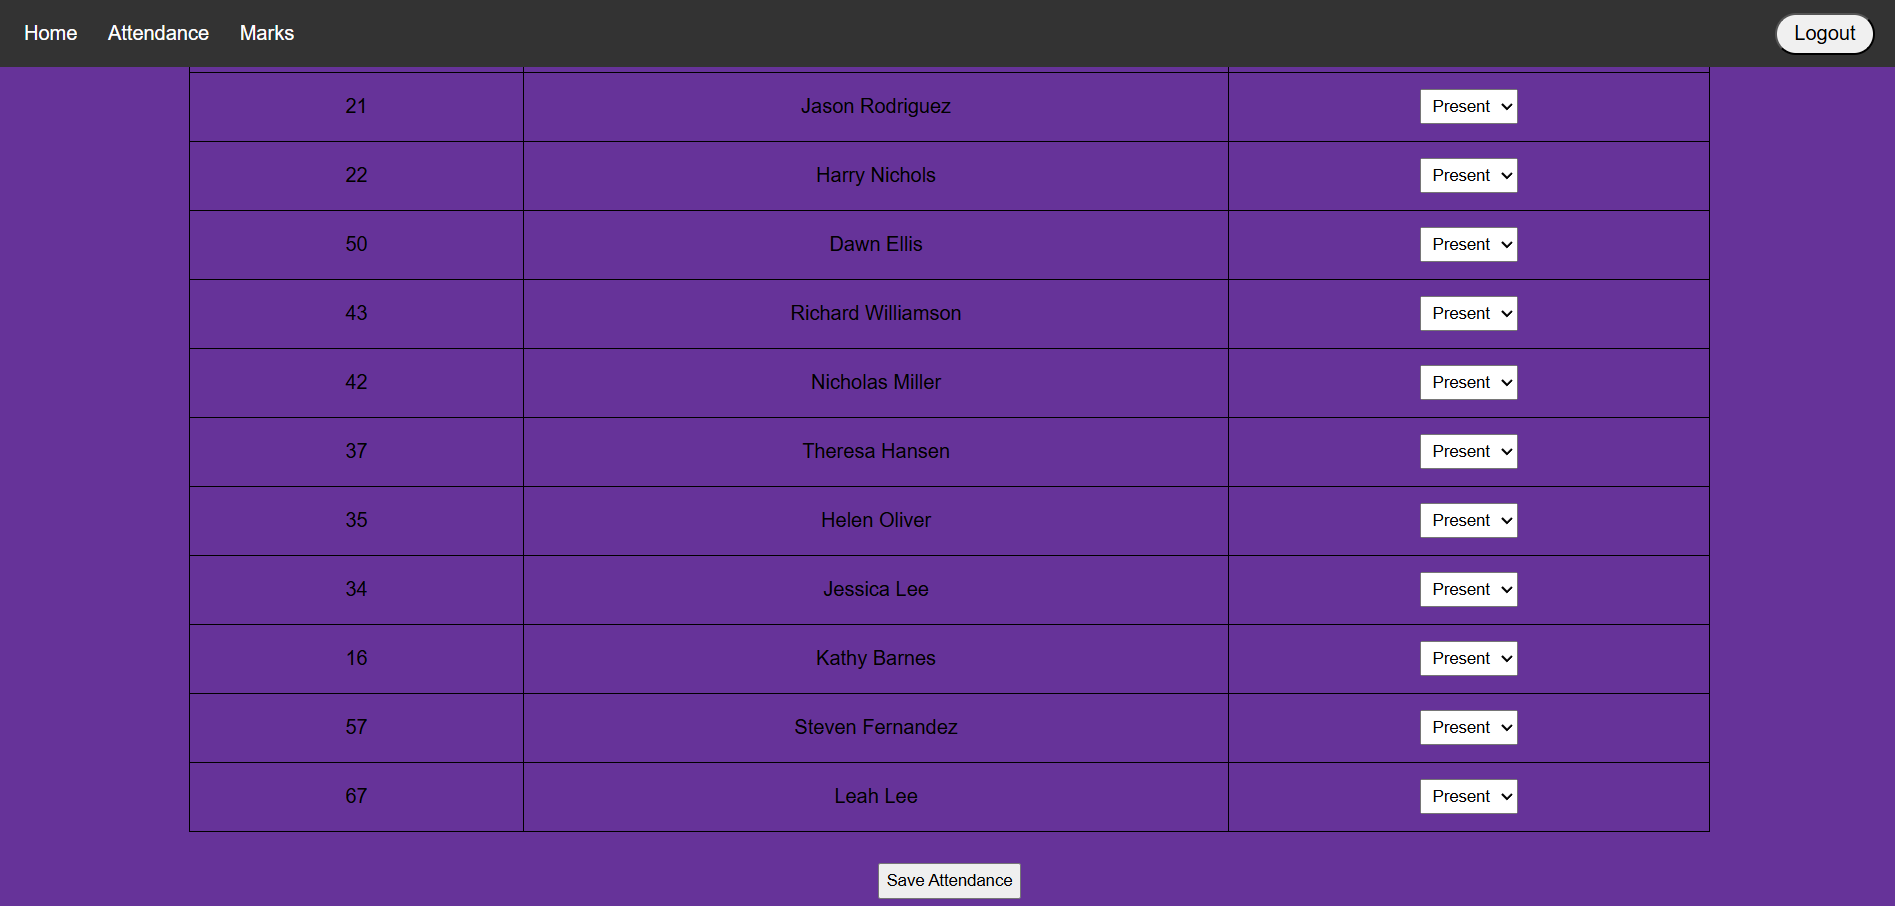 Home Attendance Marks Logout
21 Jason Rodriguez Present
22 Harry Nichols Present
50 Dawn Ellis Present
43 Richard Williamson Present
42 Nicholas Miller Present
37 Theresa Hansen Present
35 Helen Oliver Present
34 Jessica Lee Present
16 Kathy Barnes Present
57 Steven Fernandez Present
67 Leah Lee Present
Save Attendance